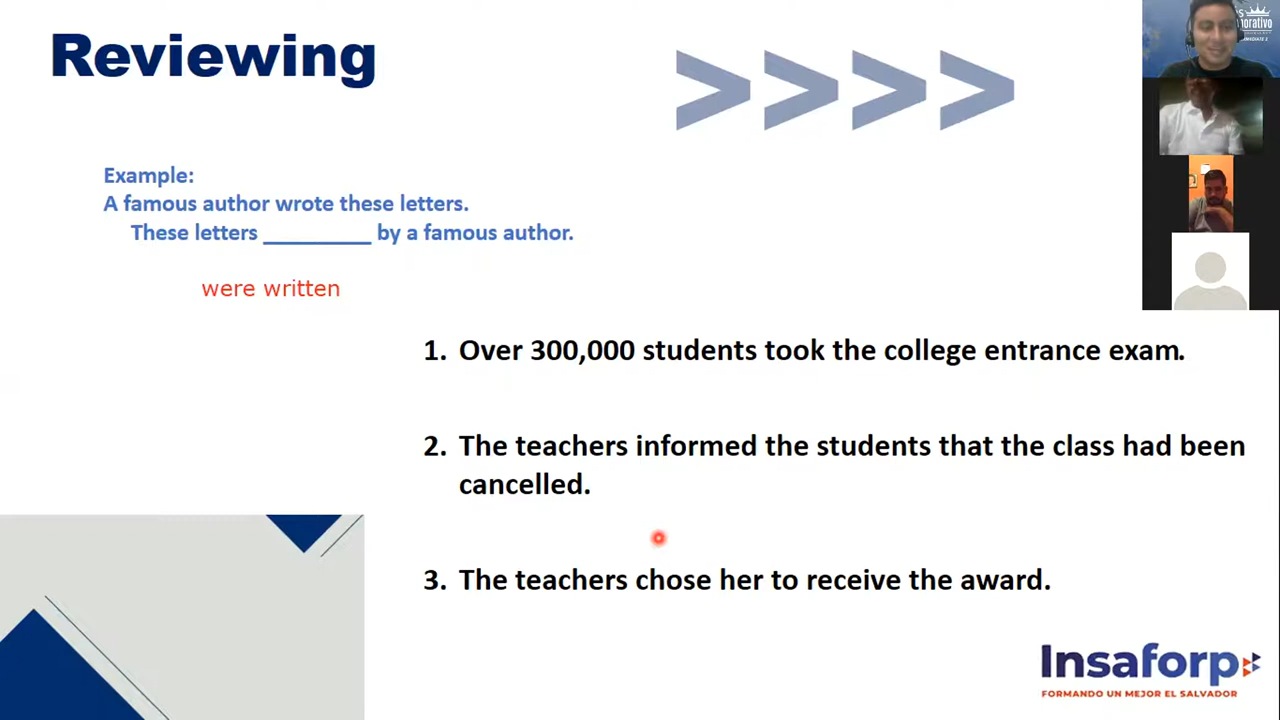 Reviewing
Example:
A famous author wrote these letters.
These letters __________ by a famous author.
were written
1. Over 300,000 students took the college entrance exam.
2. The teachers informed the students that the class had been
cancelled.
3. The teachers chose her to receive the award.
Insaforp
FORMANDO UN MEJOR EL SALVADOR